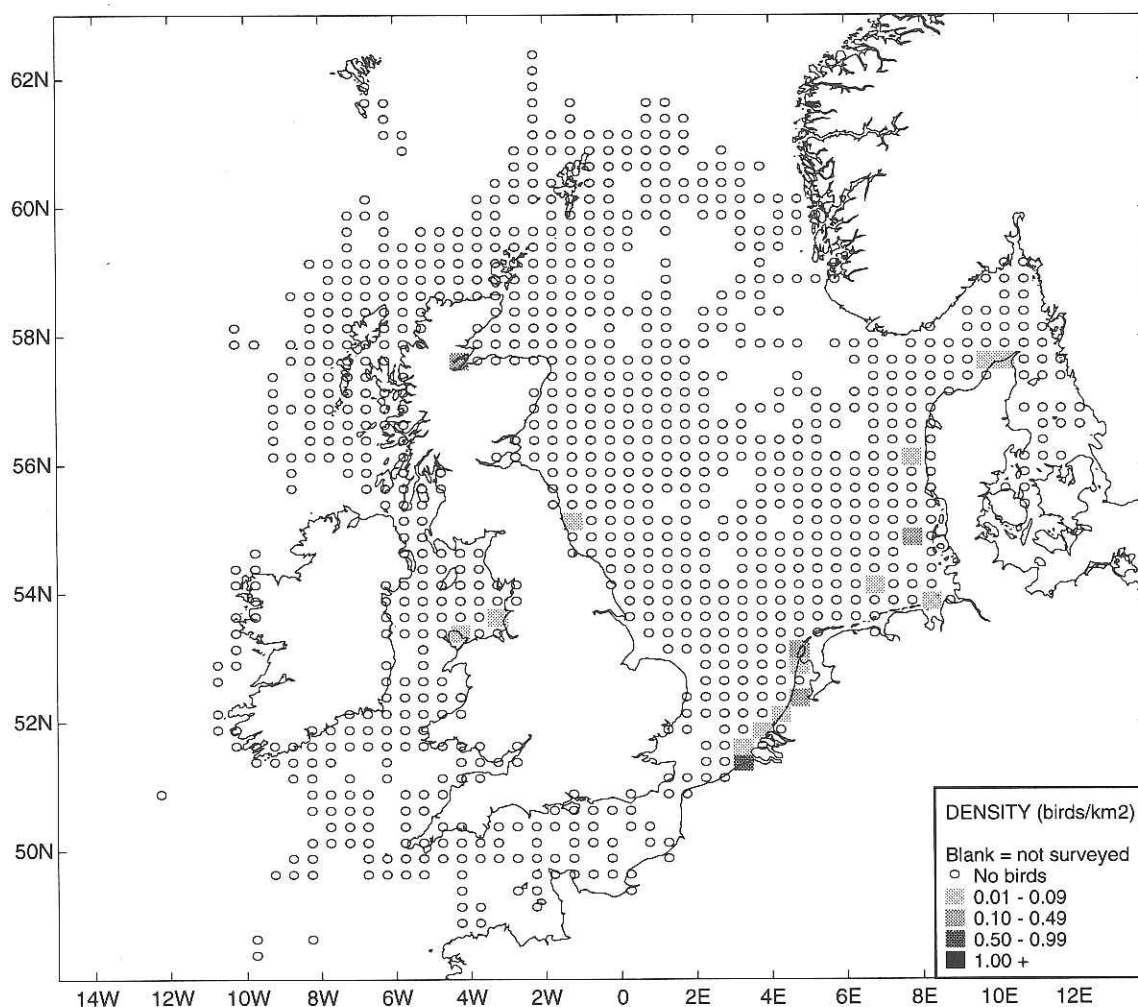 62N
60N
58N
56N
54N
52N
50N
DENSITY (birds/km2)
Blank = not surveyed
No birds
0.01 - 0.09
0.10 - 0.49
0.50 - 0.99
1.00 +
14W 12W 10W 8W 6W 4W 2W 0 2E 4E 6E 8E 10E 12E